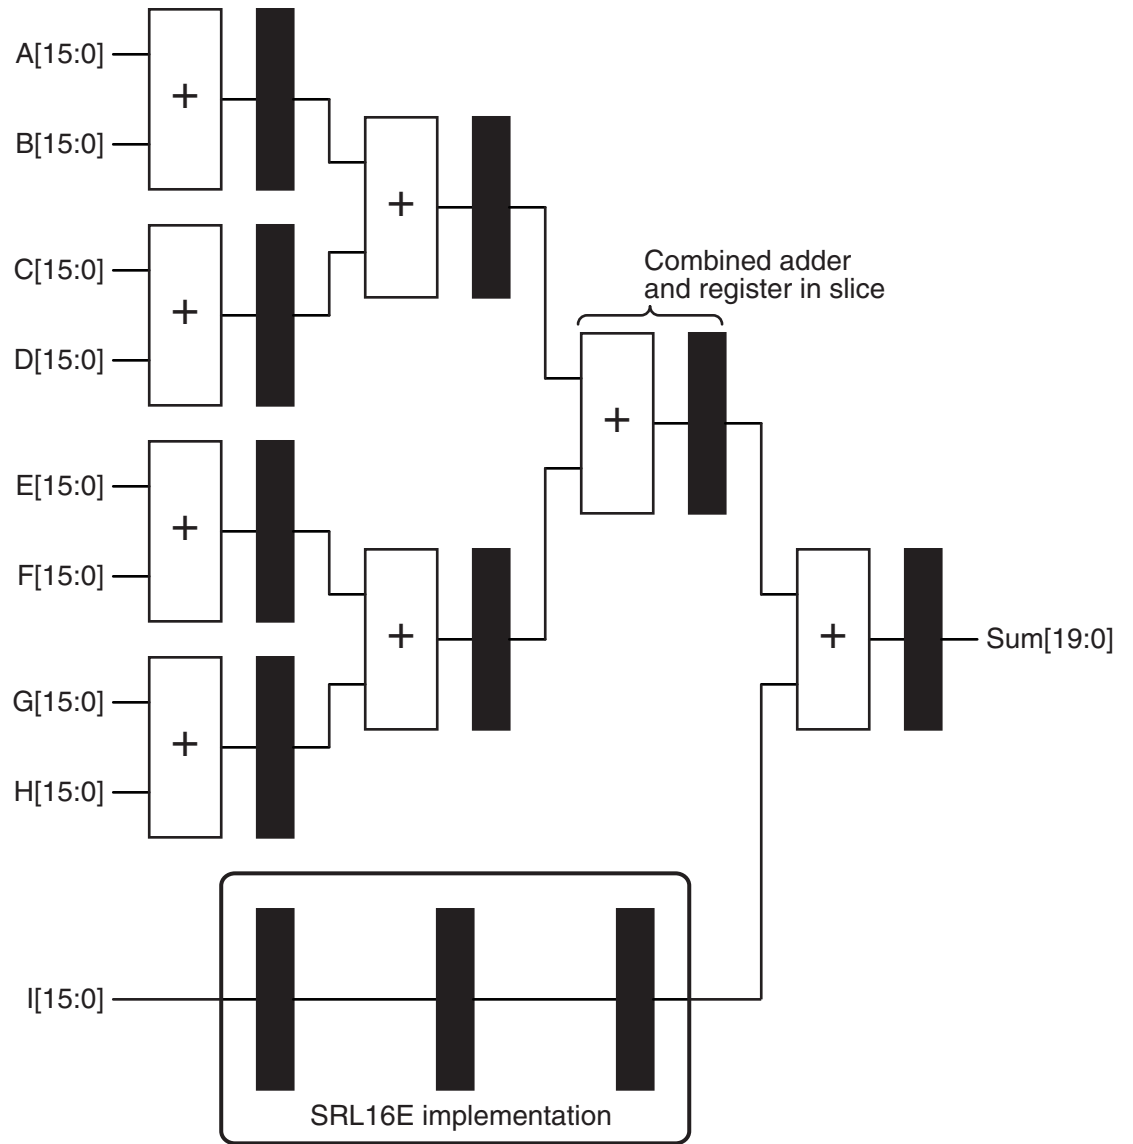 A[15:0]
+
B[15:0]
+
C[15:0]
+
D[15:0]
Combined adder
and register in slice
+
E[15:0]
+
F[15:0]
+
+
Sum[19:0]
G[15:0]
+
H[15:0]
I[15:0]
SRL16E implementation